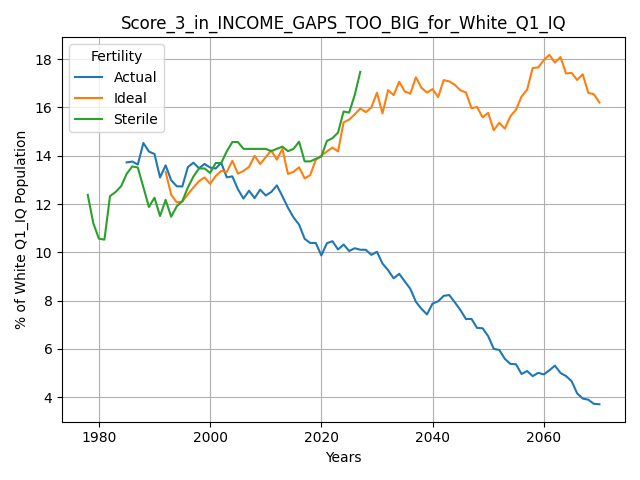 Score_3_in_INCOME_GAPS_TOO_BIG_for_White_Q1_IQ
Fertility
Actual
Ideal
Sterile
% of White Q1_IQ Population
18
16
14
12
10
8
6
4
1980
2000
2020
2040
2060
Years